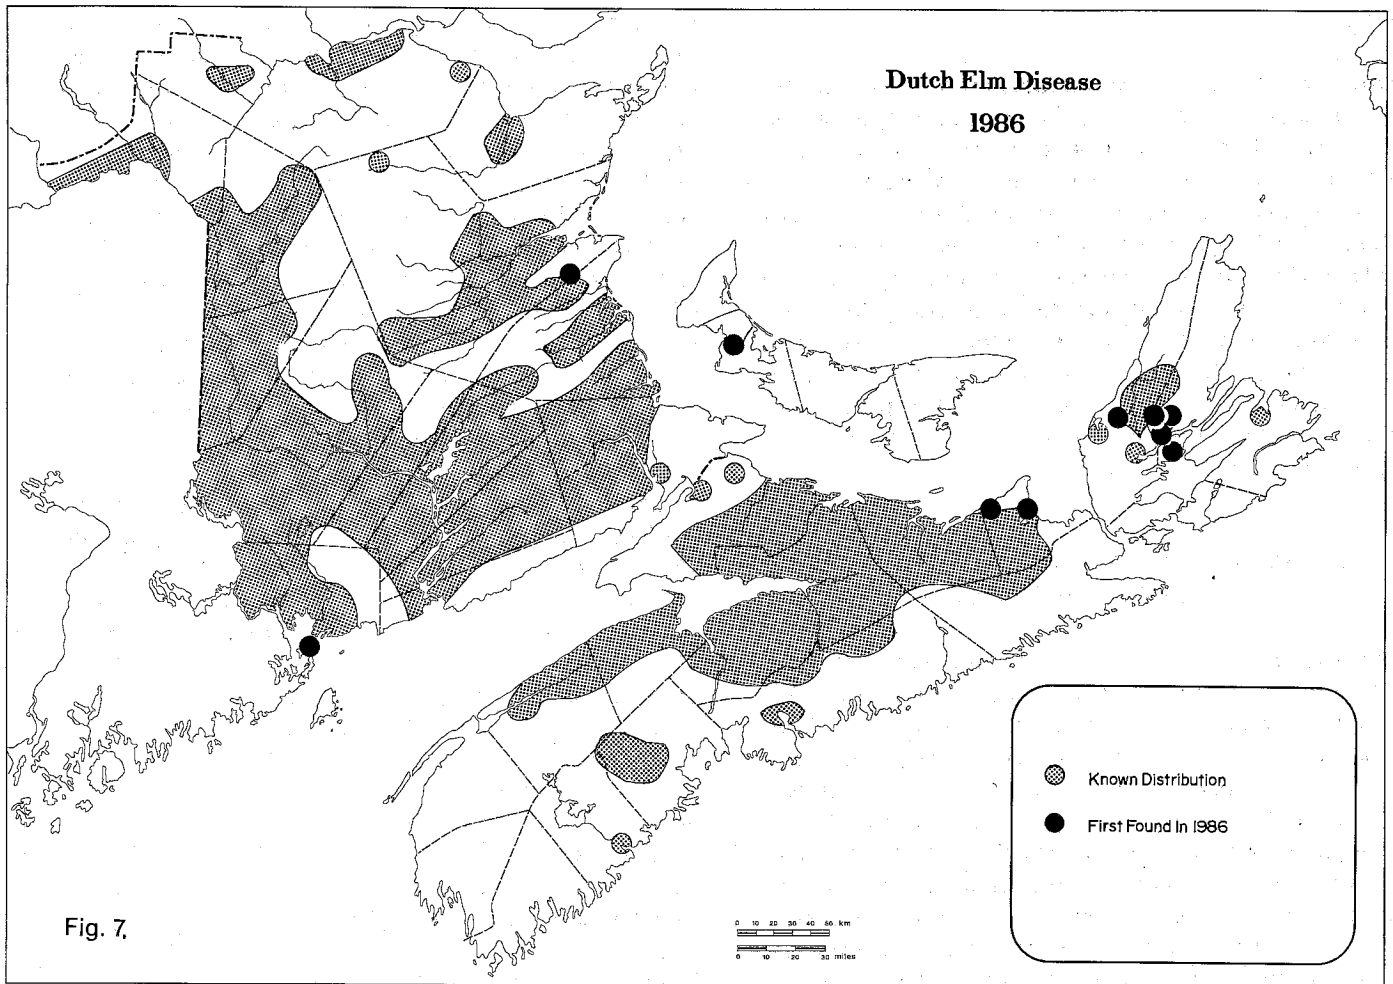 Dutch Elm Disease
1986
Known Distribution
First Found In 1986
Fig. 7.
0 10 20 30 40 50 km
0 10 20 30 miles